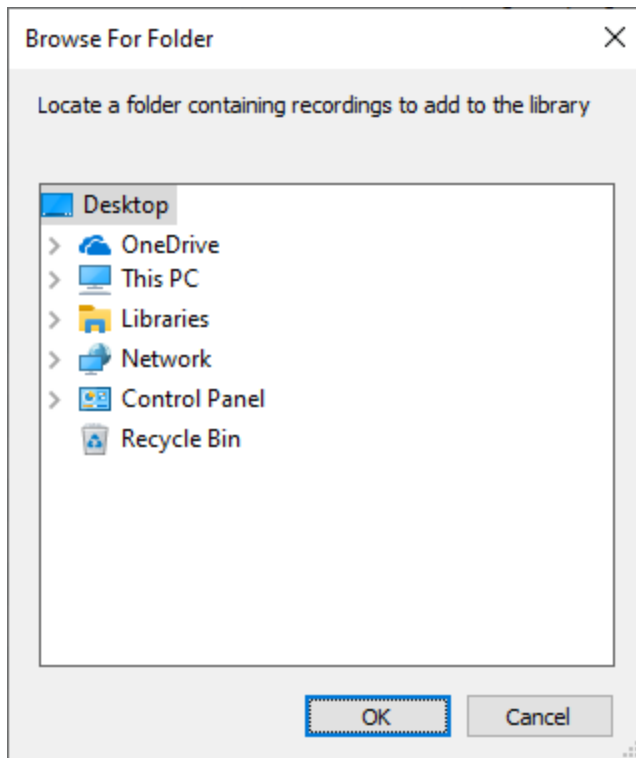 Browse For Folder
Locate a folder containing recordings to add to the library
Desktop
OneDrive
This PC
Libraries
Network
Control Panel
Recycle Bin
OK
Cancel